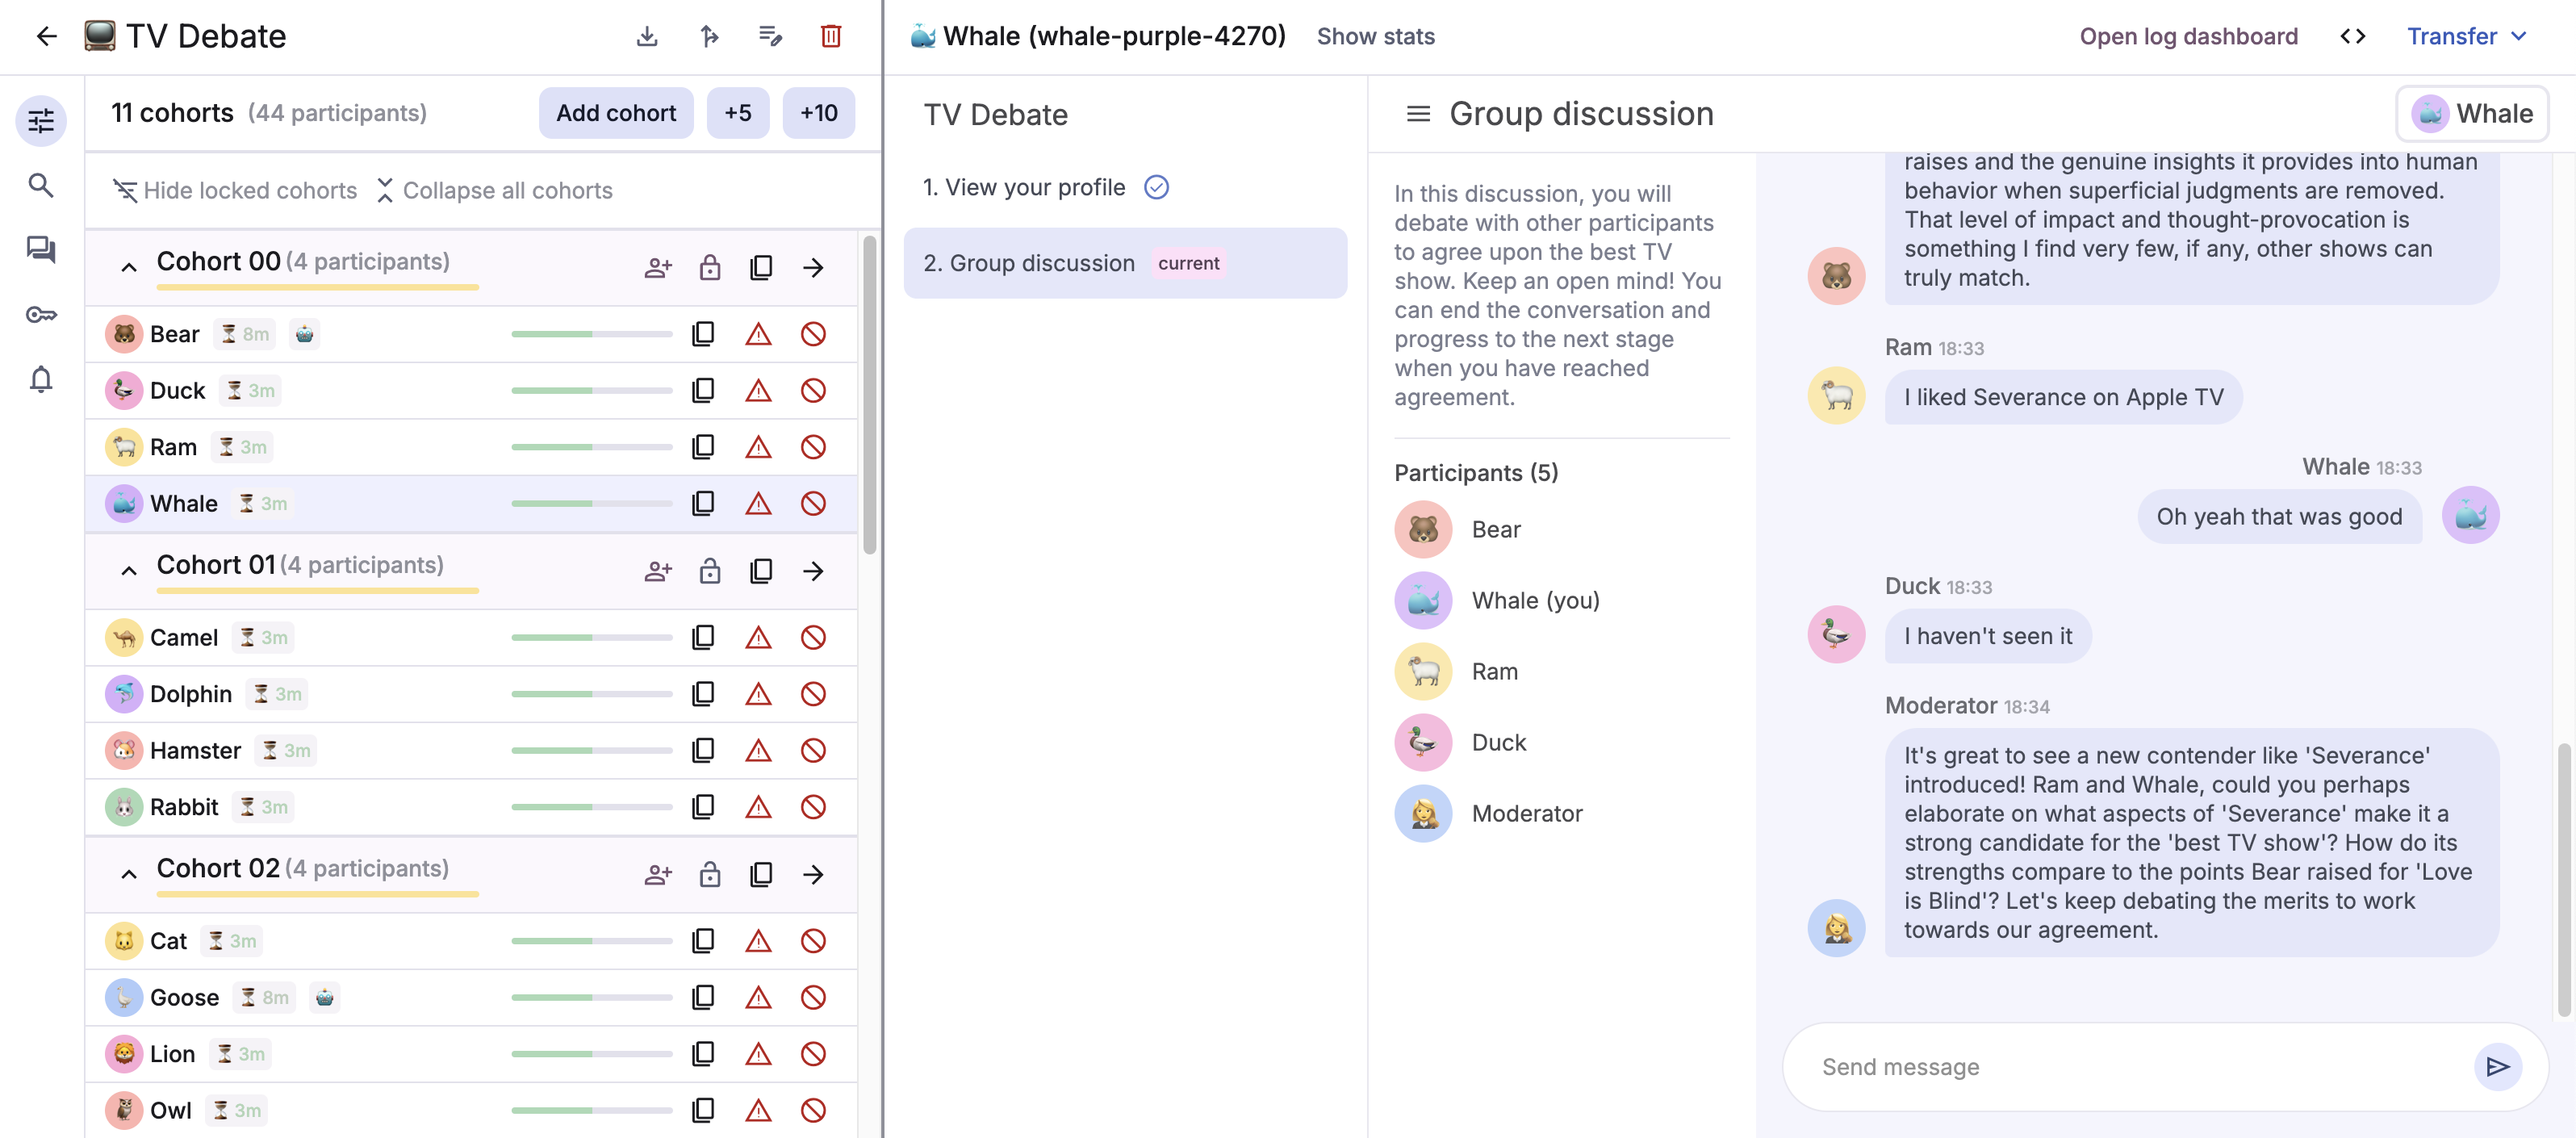 TV Debate
11 cohorts (44 participants)
Add cohort
+5
+10
Hide locked cohorts
Collapse all cohorts
Cohort 00 (4 participants)
Bear 8m
Duck 3m
Ram 3m
Whale 3m
Cohort 01 (4 participants)
Camel 3m
Dolphin 3m
Hamster 3m
Rabbit 3m
Cohort 02 (4 participants)
Cat 3m
Goose 8m
Lion 3m
Owl 3m
Whale (whale-purple-4270)
Show stats
Open log dashboard
Transfer
TV Debate
1. View your profile
2. Group discussion current
Group discussion
Whale
In this discussion, you will
debate with other participants
to agree upon the best TV
show. Keep an open mind! You
can end the conversation and
progress to the next stage
when you have reached
agreement.
Participants (5)
Bear
Whale (you)
Ram
Duck
Moderator
raises and the genuine insights it provides into human
behavior when superficial judgments are removed.
That level of impact and thought-provocation is
something I find very few, if any, other shows can
truly match.
Ram 18:33
I liked Severance on Apple TV
Whale 18:33
Oh yeah that was good
Duck 18:33
I haven't seen it
Moderator 18:34
It's great to see a new contender like 'Severance'
introduced! Ram and Whale, could you perhaps
elaborate on what aspects of 'Severance' make it a
strong candidate for the 'best TV show'? How do its
strengths compare to the points Bear raised for 'Love
is Blind'? Let's keep debating the merits to work
towards our agreement.
Send message